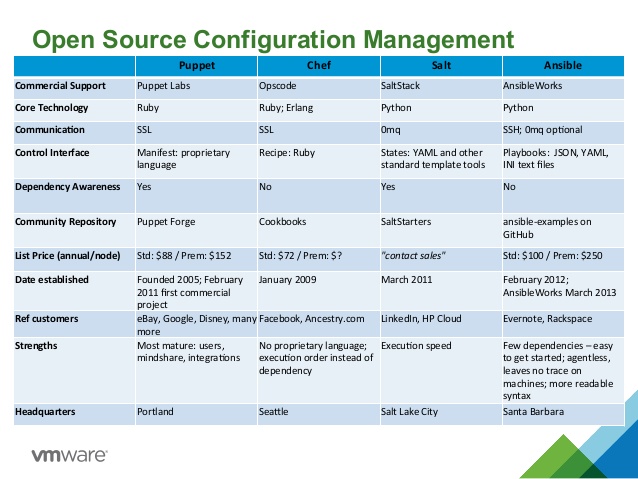 Open Source Configuration Management
Puppet Chef Salt Ansible
Commercial Support Puppet Labs Opscode SaltStack AnsibleWorks
Core Technology Ruby Ruby; Erlang Python Python
Communication SSL SSL 0mq SSH; 0mq optional
Control Interface Manifest: proprietary language Recipe: Ruby States: YAML and other standard template tools Playbooks: JSON, YAML, INI text files
Dependency Awareness Yes No Yes No
Community Repository Puppet Forge Cookbooks SaltStarters ansible-examples on GitHub
List Price (annual/node) Std: $88 / Prem: $152 Std: $72 / Prem: $? "contact sales" Std: $100 / Prem: $250
Date established Founded 2005; February 2011 first commercial project January 2009 March 2011 February 2012; AnsibleWorks March 2013
Ref customers eBay, Google, Disney, many more Facebook, Ancestry.com LinkedIn, HP Cloud Evernote, Rackspace
Strengths Most mature: users, mindshare, integrations No proprietary language; execution order instead of dependency Execution speed Few dependencies – easy to get started; agentless, leaves no trace on machines; more readable syntax
Headquarters Portland Seattle Salt Lake City Santa Barbara
vmware®